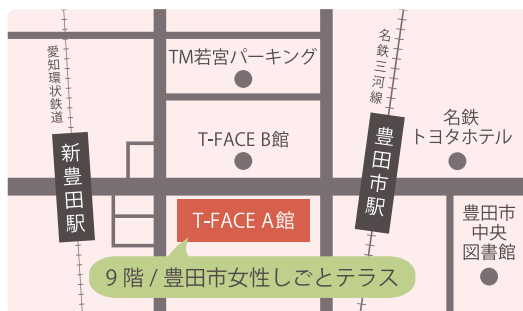 愛知環状鉄道
新豊田駅
TM若宮パーキング
T-FACE B館
T-FACE A館
9階 / 豊田市女性しごとテラス
名鉄三河線
豊田市駅
名鉄
トヨタホテル
豊田市
中央
図書館